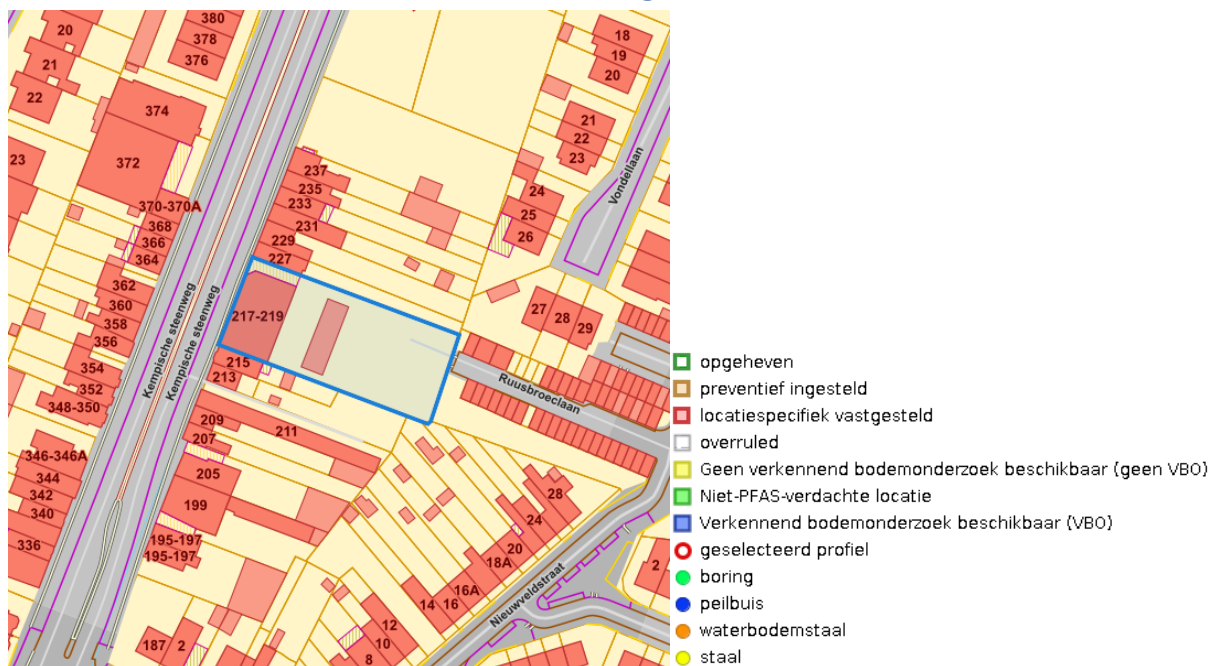 380
378
376
20
21
22
374
372
23
370-370A
368
366
364
362
360
358
356
354
352
348-350
346-346A
344
342
340
336
Kempische steenweg
Kempische steenweg
237
235
233
231
229
227
217-219
215
213
211
209
207
205
199
195-197
195-197
187
2
18
19
20
21
22
23
24
25
26
27
28
29
Vondellaan
Ruusbroeclaan
28
24
20
18A
16A
16
14
12
10
8
2
Nieuwveldstraat
opgeheven
preventief ingesteld
locatiespecifiek vastgesteld
overruled
Geen verkennend bodemonderzoek beschikbaar (geen VBO)
Niet-PFAS-verdachte locatie
Verkennend bodemonderzoek beschikbaar (VBO)
geselecteerd profiel
boring
peilbuis
waterbodemstaal
staal